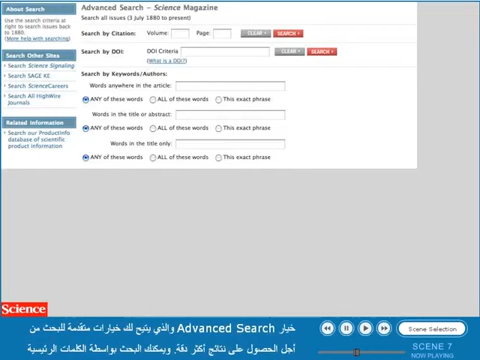 About Search
Use the search criteria at right to search issues back to 1880.
(More help with searching)
Search Other Sites
Search Science Signaling
Search SAGE KE
Search ScienceCareers
Search All HighWire Journals
Related Information
Search our ProductInfo database of scientific product information
Advanced Search – Science Magazine
Search all issues (3 July 1880 to present)
Search by Citation: Volume: Page: CLEAR SEARCH
Search by DOI: DOI Criteria CLEAR SEARCH
(What is a DOI?)
Search by Keywords/Authors:
Words anywhere in the article:
ANY of these words ALL of these words This exact phrase
Words in the title or abstract:
ANY of these words ALL of these words This exact phrase
Words in the title only:
ANY of these words ALL of these words This exact phrase
Science
خيار Advanced Search والذي يتيح لك خيارات متقدمة للبحث من
أجل الحصول على نتائج أكثر دقة. ويمكنك البحث بواسطة الكلمات الرئيسية
Scene Selection
SCENE 7
NOW PLAYING